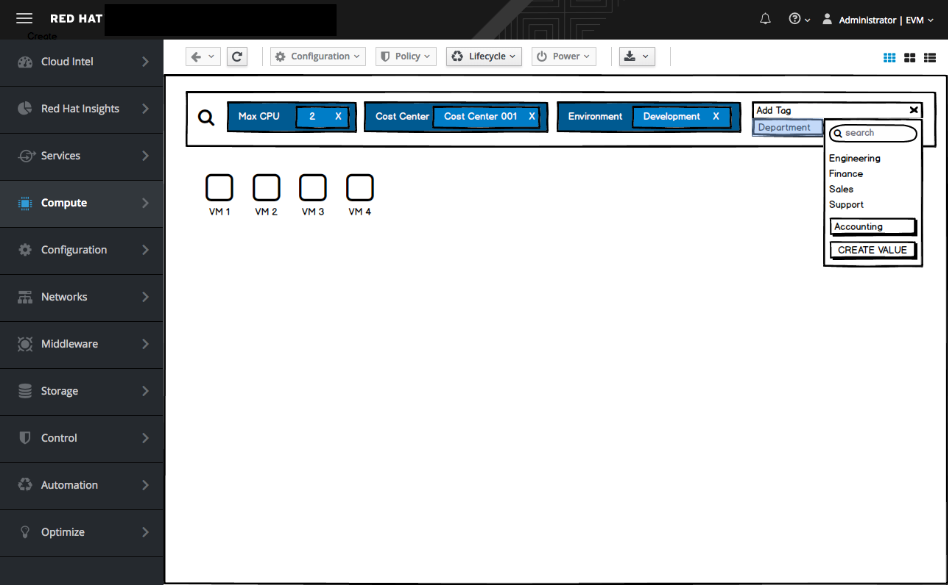 RED HAT
Administrator | EVM
Create
Cloud Intel
Red Hat Insights
Services
Compute
Configuration
Networks
Middleware
Storage
Control
Automation
Optimize
Configuration
Policy
Lifecycle
Power
Max CPU 2 X
Cost Center Cost Center 001 X
Environment Development X
Add Tag X
Department
search
Engineering
Finance
Sales
Support
Accounting
CREATE VALUE
VM 1 VM 2 VM 3 VM 4